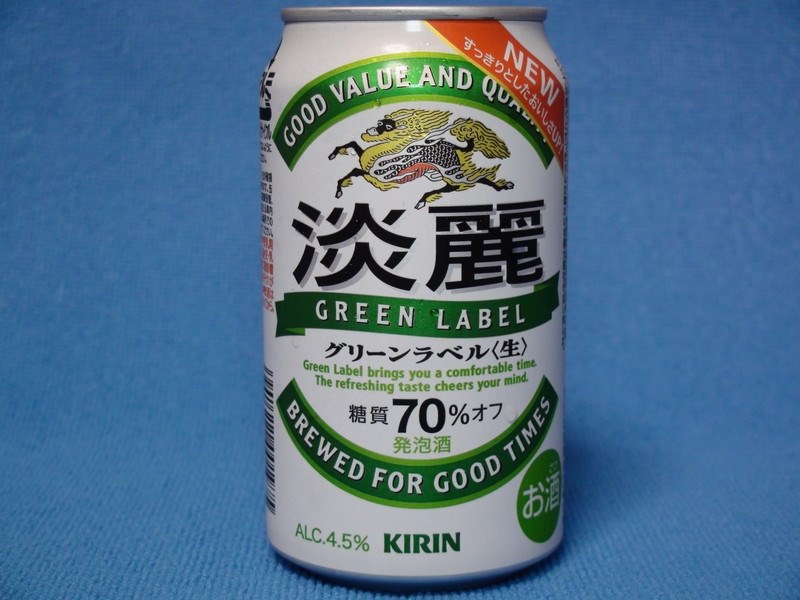 NEW
すっきりとしたおいしさUP!
GOOD VALUE AND QUALITY
淡麗
GREEN LABEL
グリーンラベル〈生〉
Green Label brings you a comfortable time.
The refreshing taste cheers your mind.
糖質70%オフ
発泡酒
BREWED FOR GOOD TIMES
お酒
ALC.4.5% KIRIN